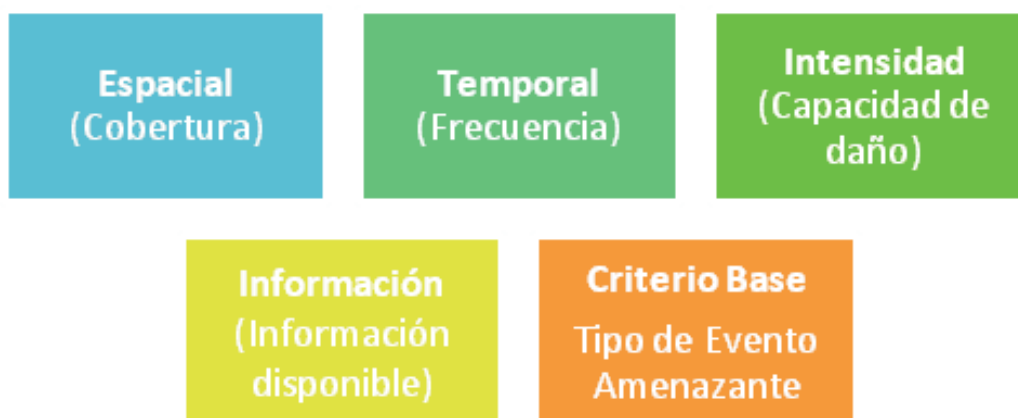 Espacial
(Cobertura)
Temporal
(Frecuencia)
Intensidad
(Capacidad de
daño)
Información
(Información
disponible)
Criterio Base
Tipo de Evento
Amenazante